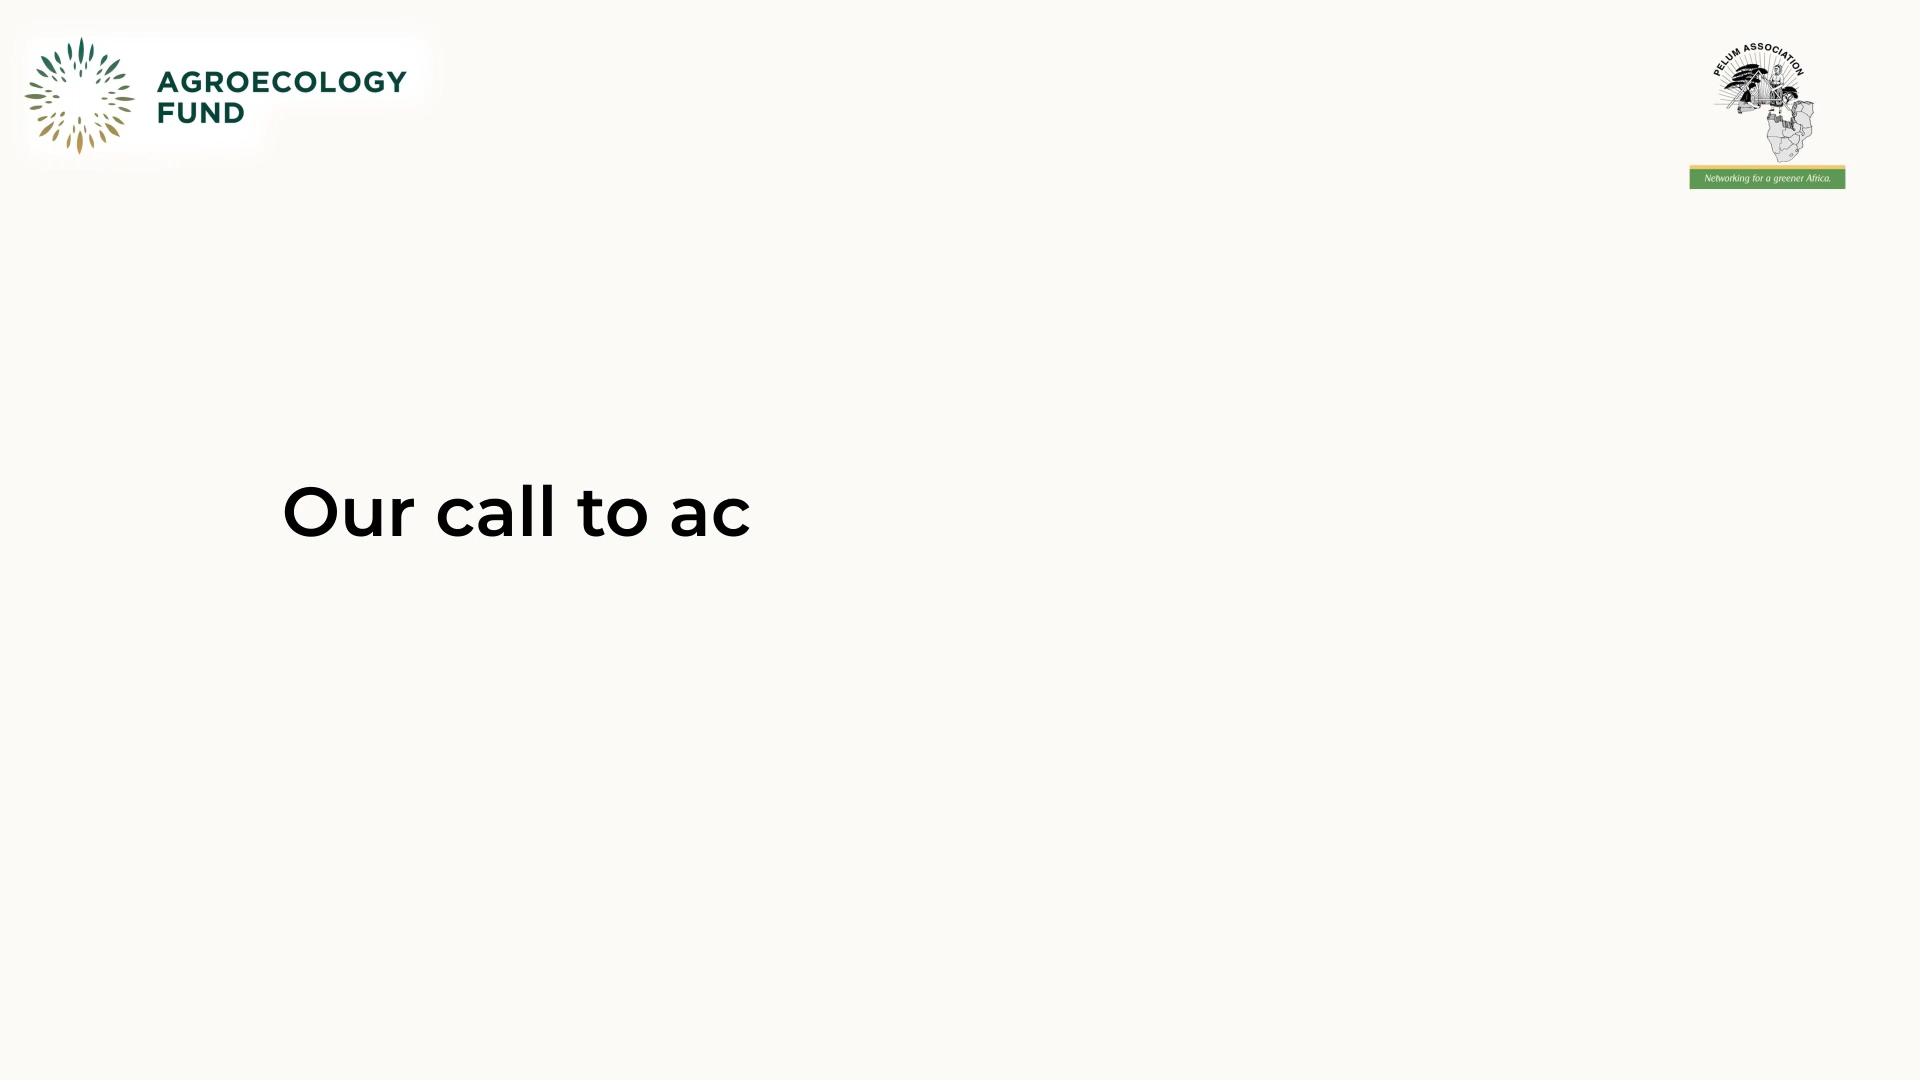 AGROECOLOGY
FUND
PELUM ASSOCIATION
Networking for a greener Africa.
Our call to ac